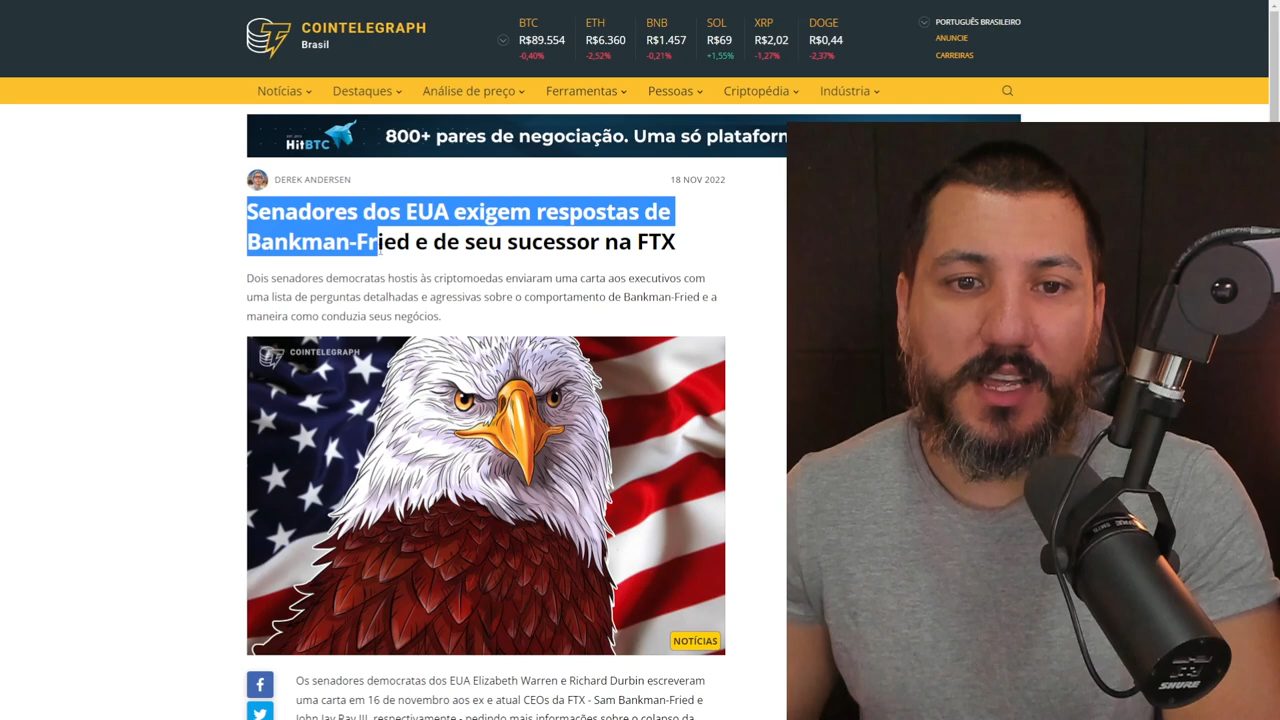 COINTELEGRAPH
Brasil
BTC ETH BNB SOL XRP DOGE
R$89.554 R$6.360 R$1.457 R$69 R$2,02 R$0,44
-0,40% -2,52% -0,21% +1,55% -1,27% -2,37%
PORTUGUÊS BRASILEIRO
ANUNCIE
CARREIRAS
Notícias Destaques Análise de preço Ferramentas Pessoas Criptopédia Indústria
HitBTC
800+ pares de negociação. Uma só plataform
DEREK ANDERSEN 18 NOV 2022
Senadores dos EUA exigem respostas de
Bankman-Fried e de seu sucessor na FTX
Dois senadores democratas hostis às criptomoedas enviaram uma carta aos executivos com
uma lista de perguntas detalhadas e agressivas sobre o comportamento de Bankman-Fried e a
maneira como conduzia seus negócios.
COINTELEGRAPH
NOTÍCIAS
Os senadores democratas dos EUA Elizabeth Warren e Richard Durbin escreveram
uma carta em 16 de novembro aos ex e atual CEOs da FTX - Sam Bankman-Fried e
John Jay Ray III, respectivamente - pedindo mais informações sobre o colapso da
SHURE